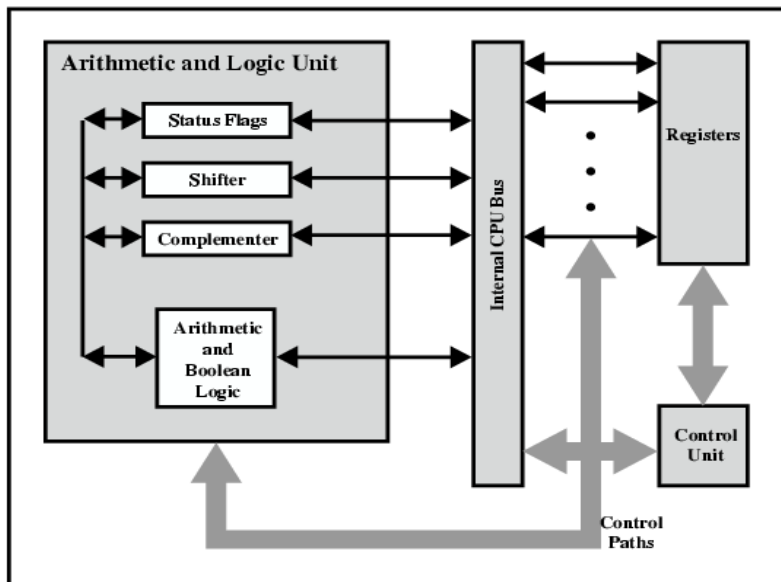 Arithmetic and Logic Unit
Status Flags
Shifter
Complementer
Arithmetic
and
Boolean
Logic
Internal CPU Bus
Registers
Control
Unit
Control
Paths